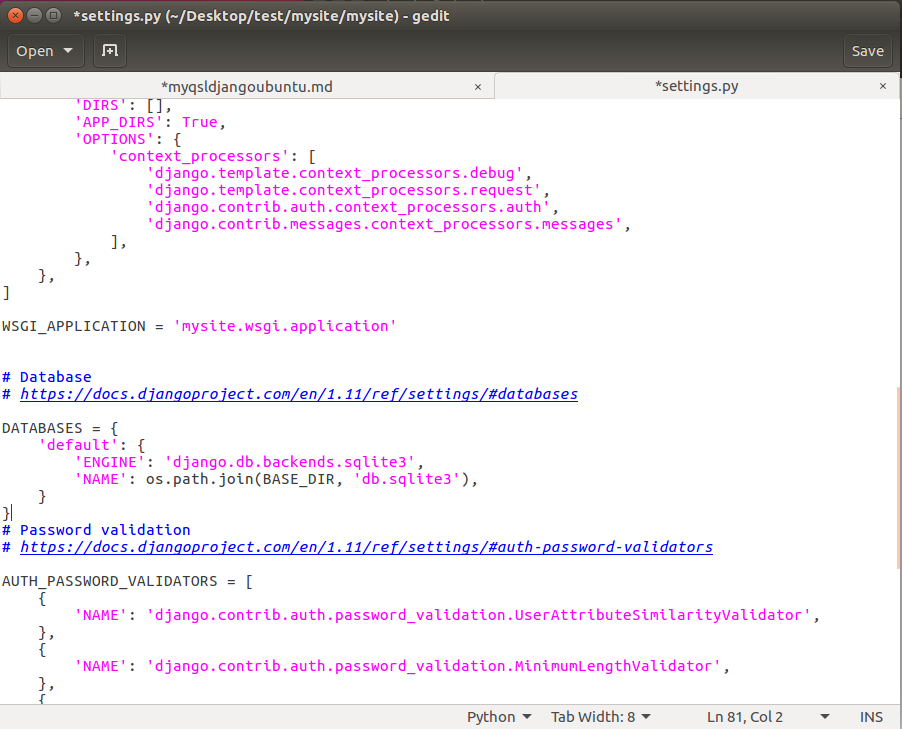 *settings.py (~/Desktop/test/mysite/mysite) - gedit
Open
Save
*myqsldjangoubuntu.md × *settings.py ×
        'DIRS': [],
        'APP_DIRS': True,
        'OPTIONS': {
            'context_processors': [
                'django.template.context_processors.debug',
                'django.template.context_processors.request',
                'django.contrib.auth.context_processors.auth',
                'django.contrib.messages.context_processors.messages',
            ],
        },
    },
]
WSGI_APPLICATION = 'mysite.wsgi.application'
# Database
# https://docs.djangoproject.com/en/1.11/ref/settings/#databases
DATABASES = {
    'default': {
        'ENGINE': 'django.db.backends.sqlite3',
        'NAME': os.path.join(BASE_DIR, 'db.sqlite3'),
    }
}
# Password validation
# https://docs.djangoproject.com/en/1.11/ref/settings/#auth-password-validators
AUTH_PASSWORD_VALIDATORS = [
    {
        'NAME': 'django.contrib.auth.password_validation.UserAttributeSimilarityValidator',
    },
    {
        'NAME': 'django.contrib.auth.password_validation.MinimumLengthValidator',
    },
    {
Python Tab Width: 8 Ln 81, Col 2 INS